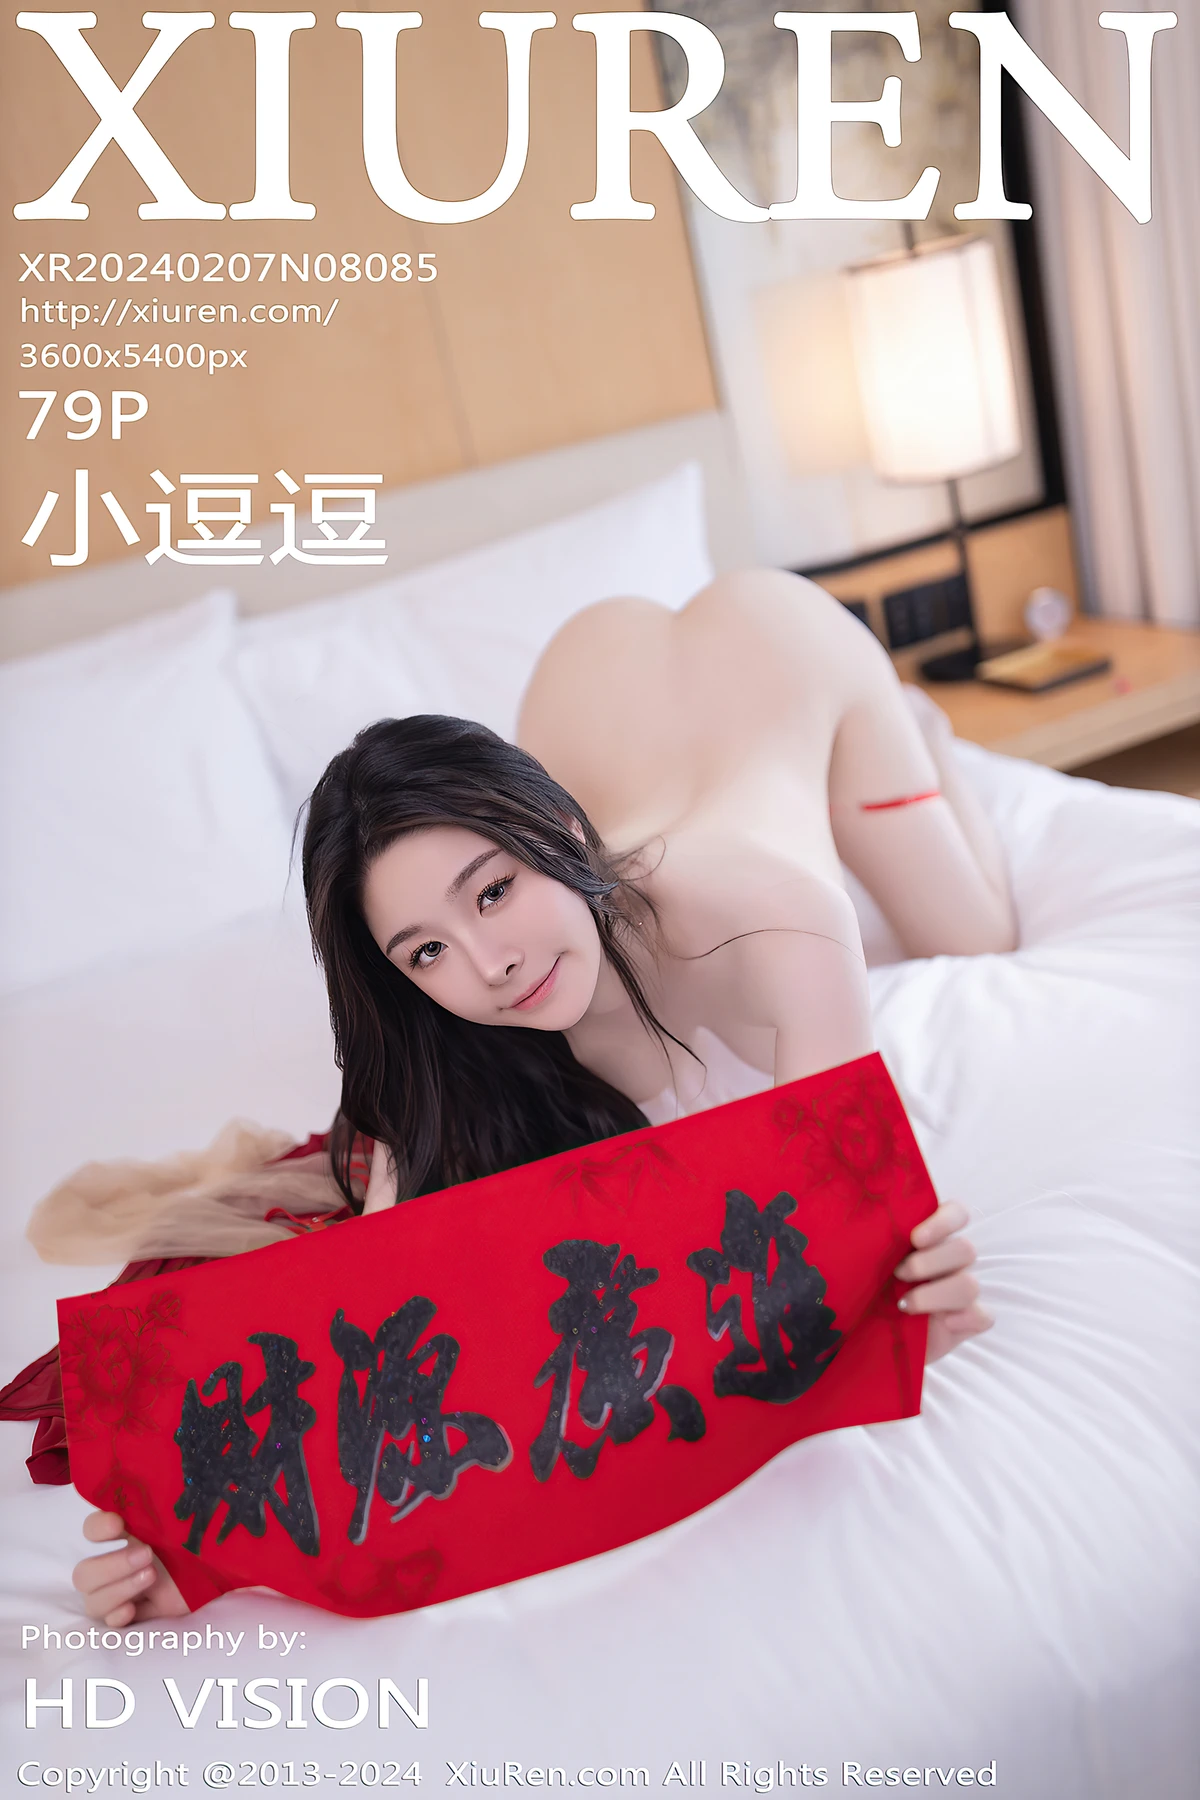 XIUREN
XR20240207N08085
http://xiuren.com/
3600x5400px
79P
小逗逗
財源廣進
Photography by:
HD VISION
Copyright @2013-2024 XiuRen.com All Rights Reserved